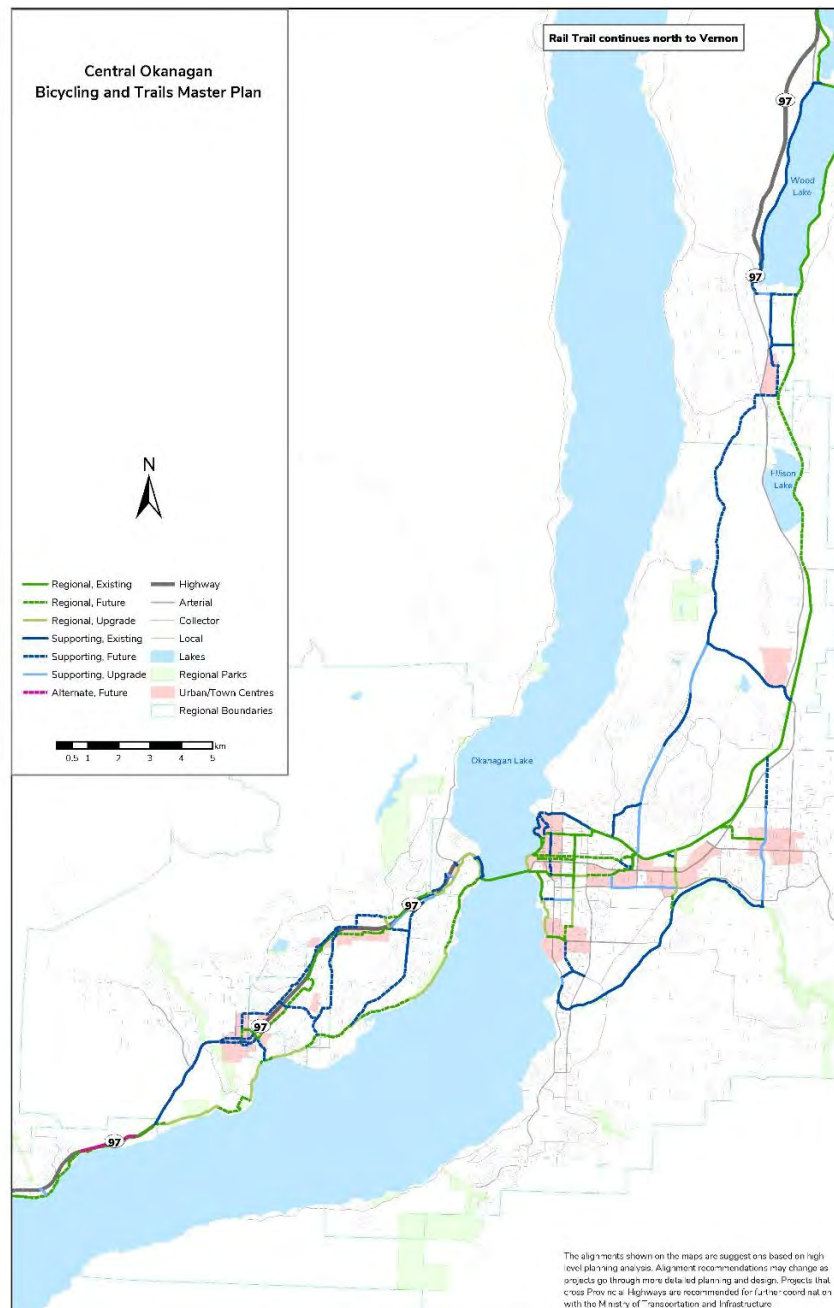 Rail Trail continues north to Vernon
Central Okanagan
Bicycling and Trails Master Plan
97
Wood
Lake
97
Ellison
Lake
N
Regional, Existing
Regional, Future
Regional, Upgrade
Supporting, Existing
Supporting, Future
Supporting, Upgrade
Alternate, Future
Highway
Arterial
Collector
Local
Lakes
Regional Parks
Urban/Town Centres
Regional Boundaries
km
0.5 1 2 3 4 5
Okanagan Lake
97
97
97
The alignments shown on the maps are suggestions based on high
level planning analysis. Alignment recommendations may change as
projects go through more detailed planning and design. Projects that
cross Provincial Highways are recommended for further coordination
with the Ministry of Transportation and Infrastructure